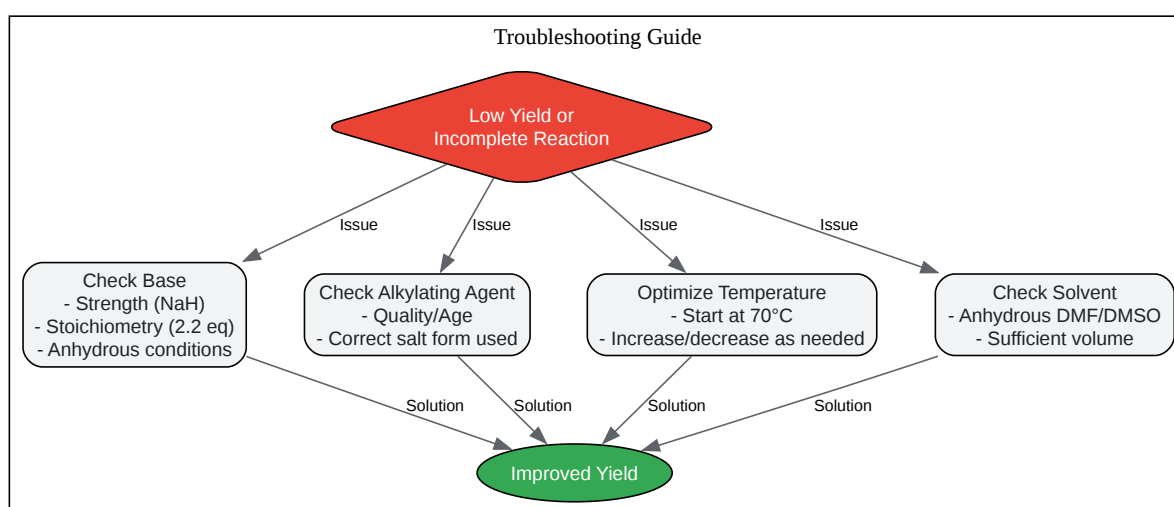 Troubleshooting Guide
Low Yield or
Incomplete Reaction
Issue
Issue
Issue
Issue
Check Base
- Strength (NaH)
- Stoichiometry (2.2 eq)
- Anhydrous conditions
Check Alkylating Agent
- Quality/Age
- Correct salt form used
Optimize Temperature
- Start at 70°C
- Increase/decrease as needed
Check Solvent
- Anhydrous DMF/DMSO
- Sufficient volume
Solution
Solution
Solution
Solution
Improved Yield